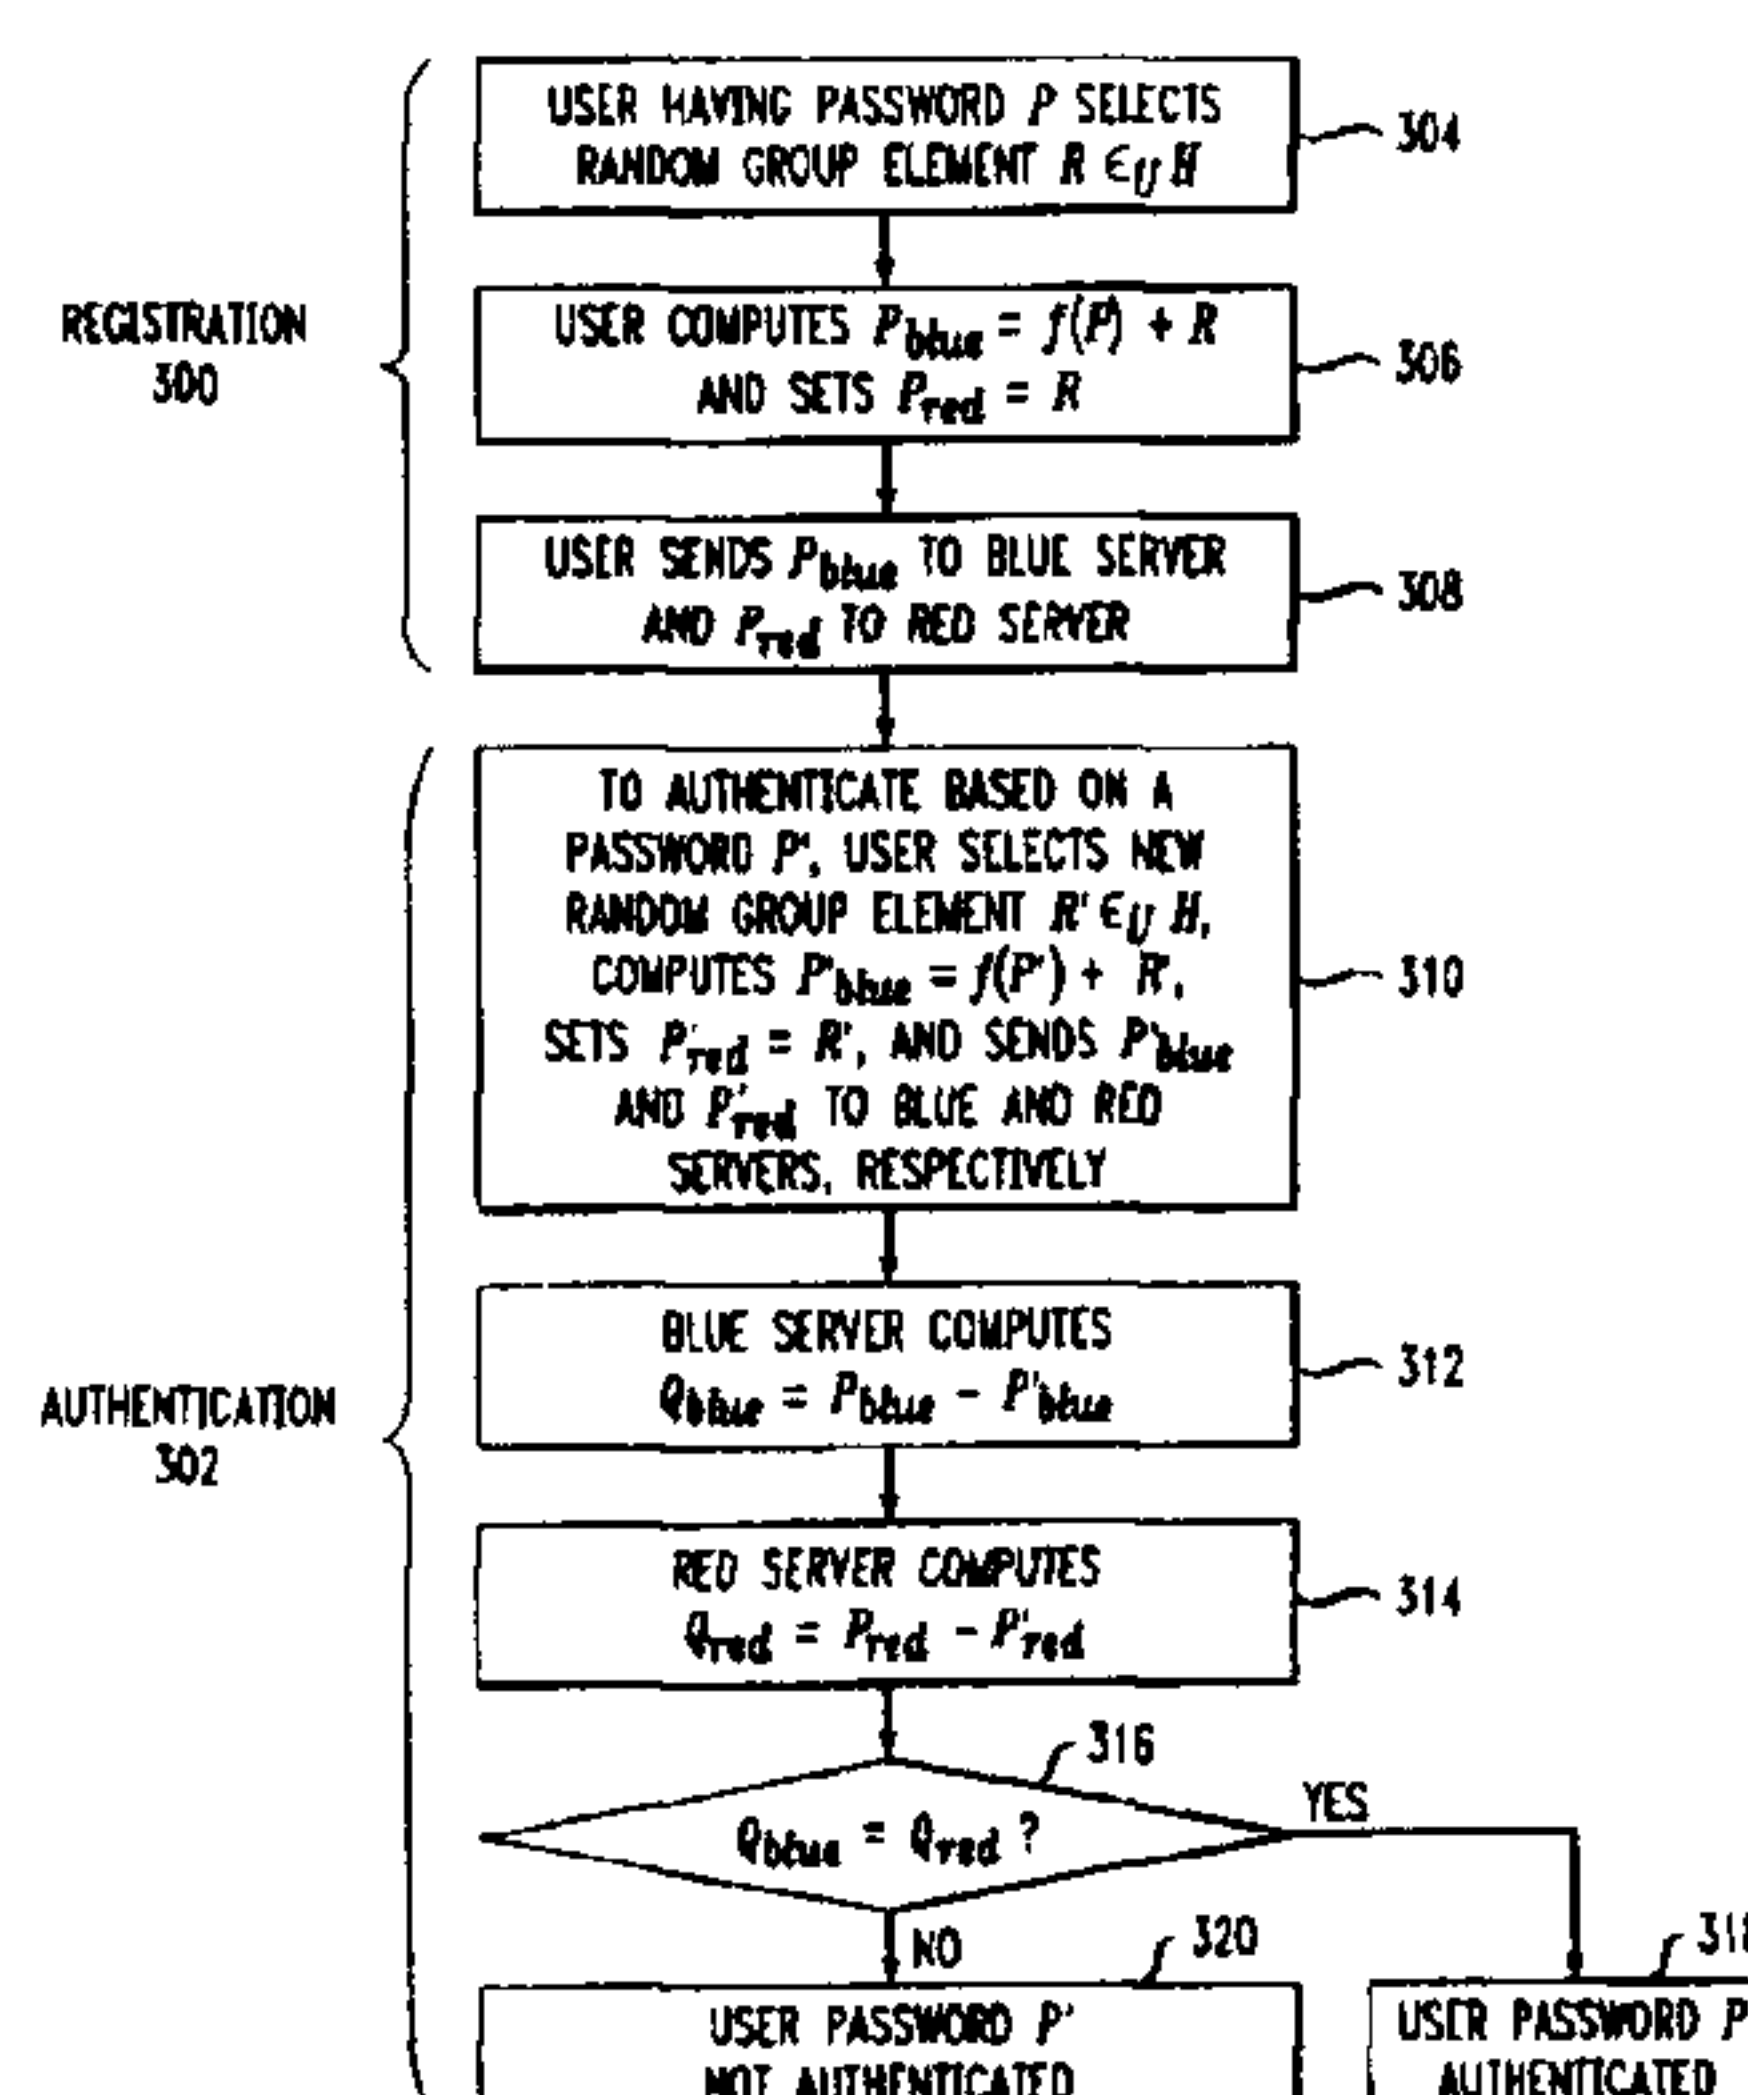 USER HAVING PASSWORD P SELECTS
RANDOM GROUP ELEMENT R ∈U H
304
REGISTRATION
300
USER COMPUTES Pblue = f(P) + R
AND SETS Pred = R
306
USER SENDS Pblue TO BLUE SERVER
AND Pred TO RED SERVER
308
TO AUTHENTICATE BASED ON A
PASSWORD P', USER SELECTS NEW
RANDOM GROUP ELEMENT R' ∈U H,
COMPUTES P'blue = f(P') + R',
SETS P'red = R', AND SENDS P'blue
AND P'red TO BLUE AND RED
SERVERS, RESPECTIVELY
310
AUTHENTICATION
302
BLUE SERVER COMPUTES
Qblue = Pblue - P'blue
312
RED SERVER COMPUTES
Qred = Pred - P'red
314
316
Qblue = Qred ?
YES
NO
320
USER PASSWORD P'
NOT AUTHENTICATED
USER PASSWORD P
AUTHENTICATED